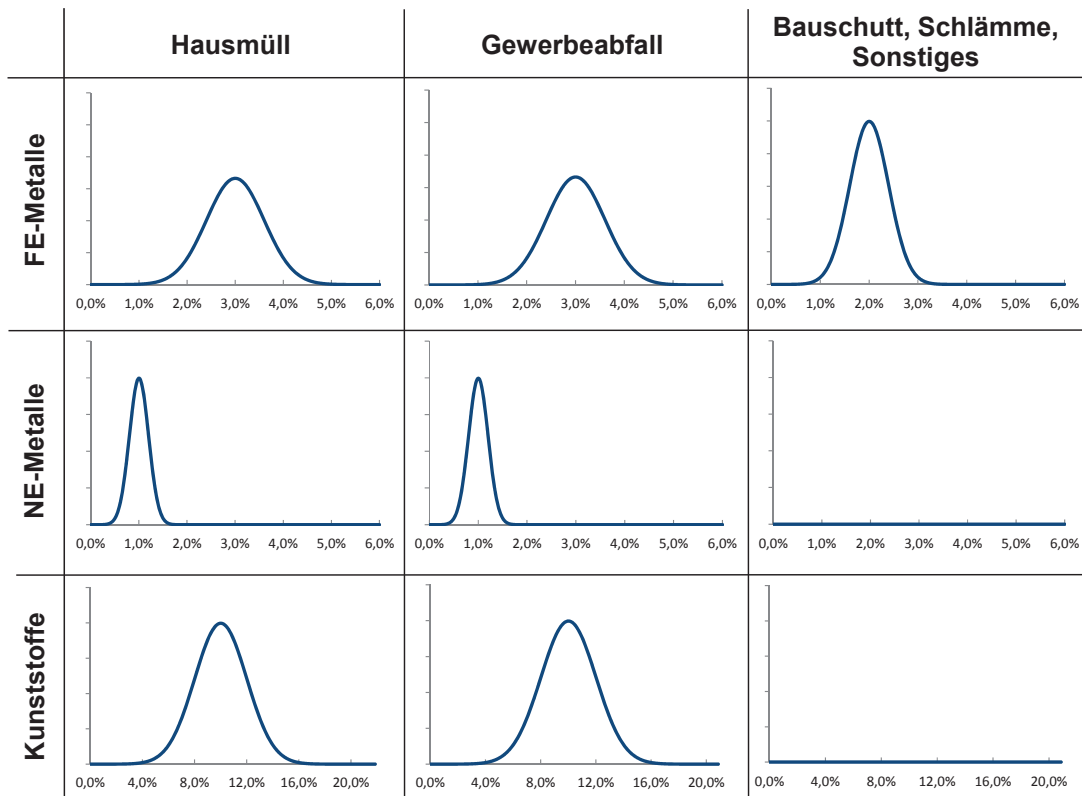 Hausmüll
Gewerbeabfall
Bauschutt, Schlämme,
Sonstiges
FE-Metalle
0,0% 1,0% 2,0% 3,0% 4,0% 5,0% 6,0%
0,0% 1,0% 2,0% 3,0% 4,0% 5,0% 6,0%
0,0% 1,0% 2,0% 3,0% 4,0% 5,0% 6,0%
NE-Metalle
0,0% 1,0% 2,0% 3,0% 4,0% 5,0% 6,0%
0,0% 1,0% 2,0% 3,0% 4,0% 5,0% 6,0%
0,0% 1,0% 2,0% 3,0% 4,0% 5,0% 6,0%
Kunststoffe
0,0% 4,0% 8,0% 12,0% 16,0% 20,0%
0,0% 4,0% 8,0% 12,0% 16,0% 20,0%
0,0% 4,0% 8,0% 12,0% 16,0% 20,0%